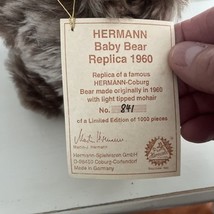 HERMANN
Baby Bear
Replica 1960
Replica of a famous
HERMANN-Coburg
Bear made originally in 1960
with light tipped mohair
No. 841
of a Limited Edition of 1000 pieces
Hermann-Spielwaren GmbH
D-96450 Coburg-Cortendorf
Made in Germany